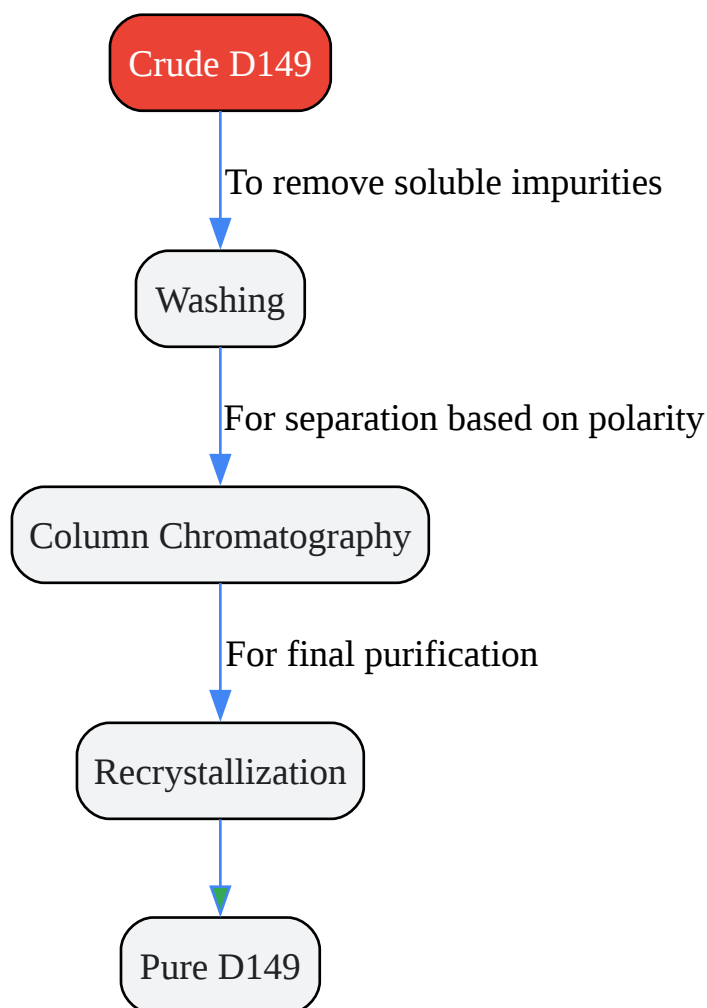 Crude D149
To remove soluble impurities
Washing
For separation based on polarity
Column Chromatography
For final purification
Recrystallization
Pure D149